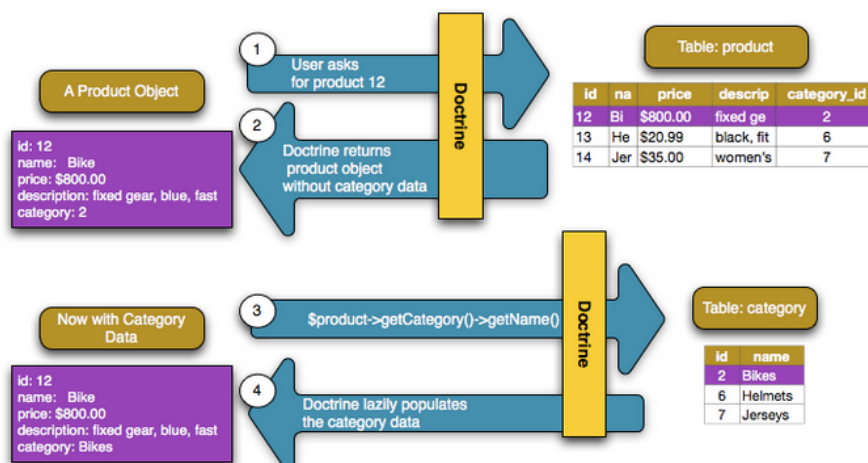 1
User asks
for product 12
Doctrine
Table: product
A Product Object
id na price descrip category_id
12 Bi $800.00 fixed ge 2
13 He $20.99 black, fit 6
14 Jer $35.00 women's 7
2
Doctrine returns
product object
without category data
id: 12
name: Bike
price: $800.00
description: fixed gear, blue, fast
category: 2
3
$product->getCategory()->getName()
Doctrine
Table: category
Now with Category
Data
id name
2 Bikes
6 Helmets
7 Jerseys
4
Doctrine lazily populates
the category data
id: 12
name: Bike
price: $800.00
description: fixed gear, blue, fast
category: Bikes